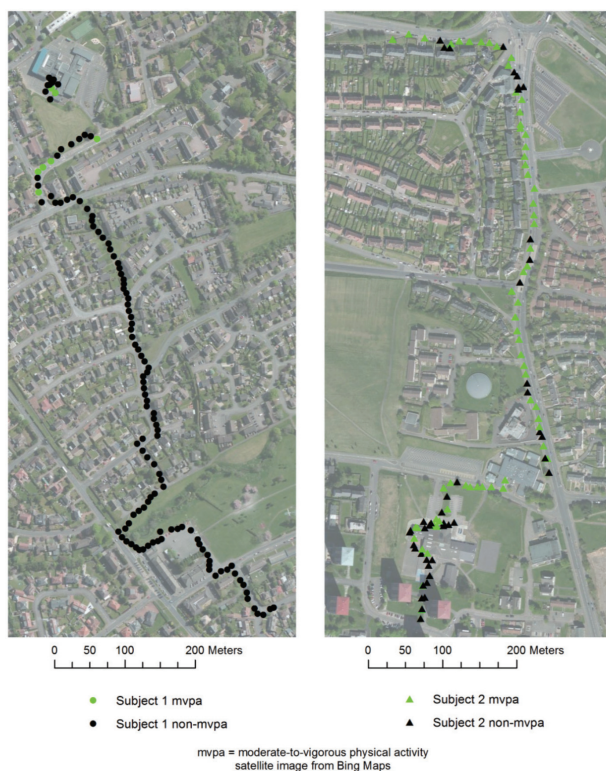 0 50 100 200 Meters
0 50 100 200 Meters
Subject 1 mvpa
Subject 1 non-mvpa
Subject 2 mvpa
Subject 2 non-mvpa
mvpa = moderate-to-vigorous physical activity
satellite image from Bing Maps